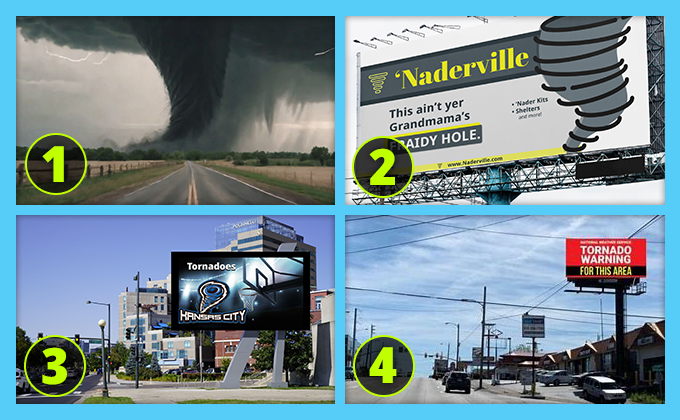 1
2
'Naderville
This ain't yer
Grandmama's
FRAIDY HOLE.
• 'Nader Kits
• Shelters
and more!
www.Naderville.com
3
Tornadoes
KANSAS CITY
4
NATIONAL WEATHER SERVICE
TORNADO
WARNING
FOR THIS AREA